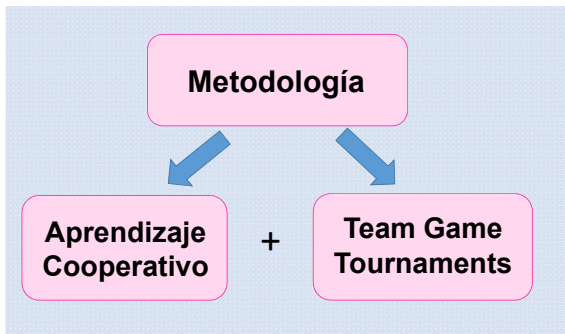 Metodología
Aprendizaje
Cooperativo
+
Team Game
Tournaments